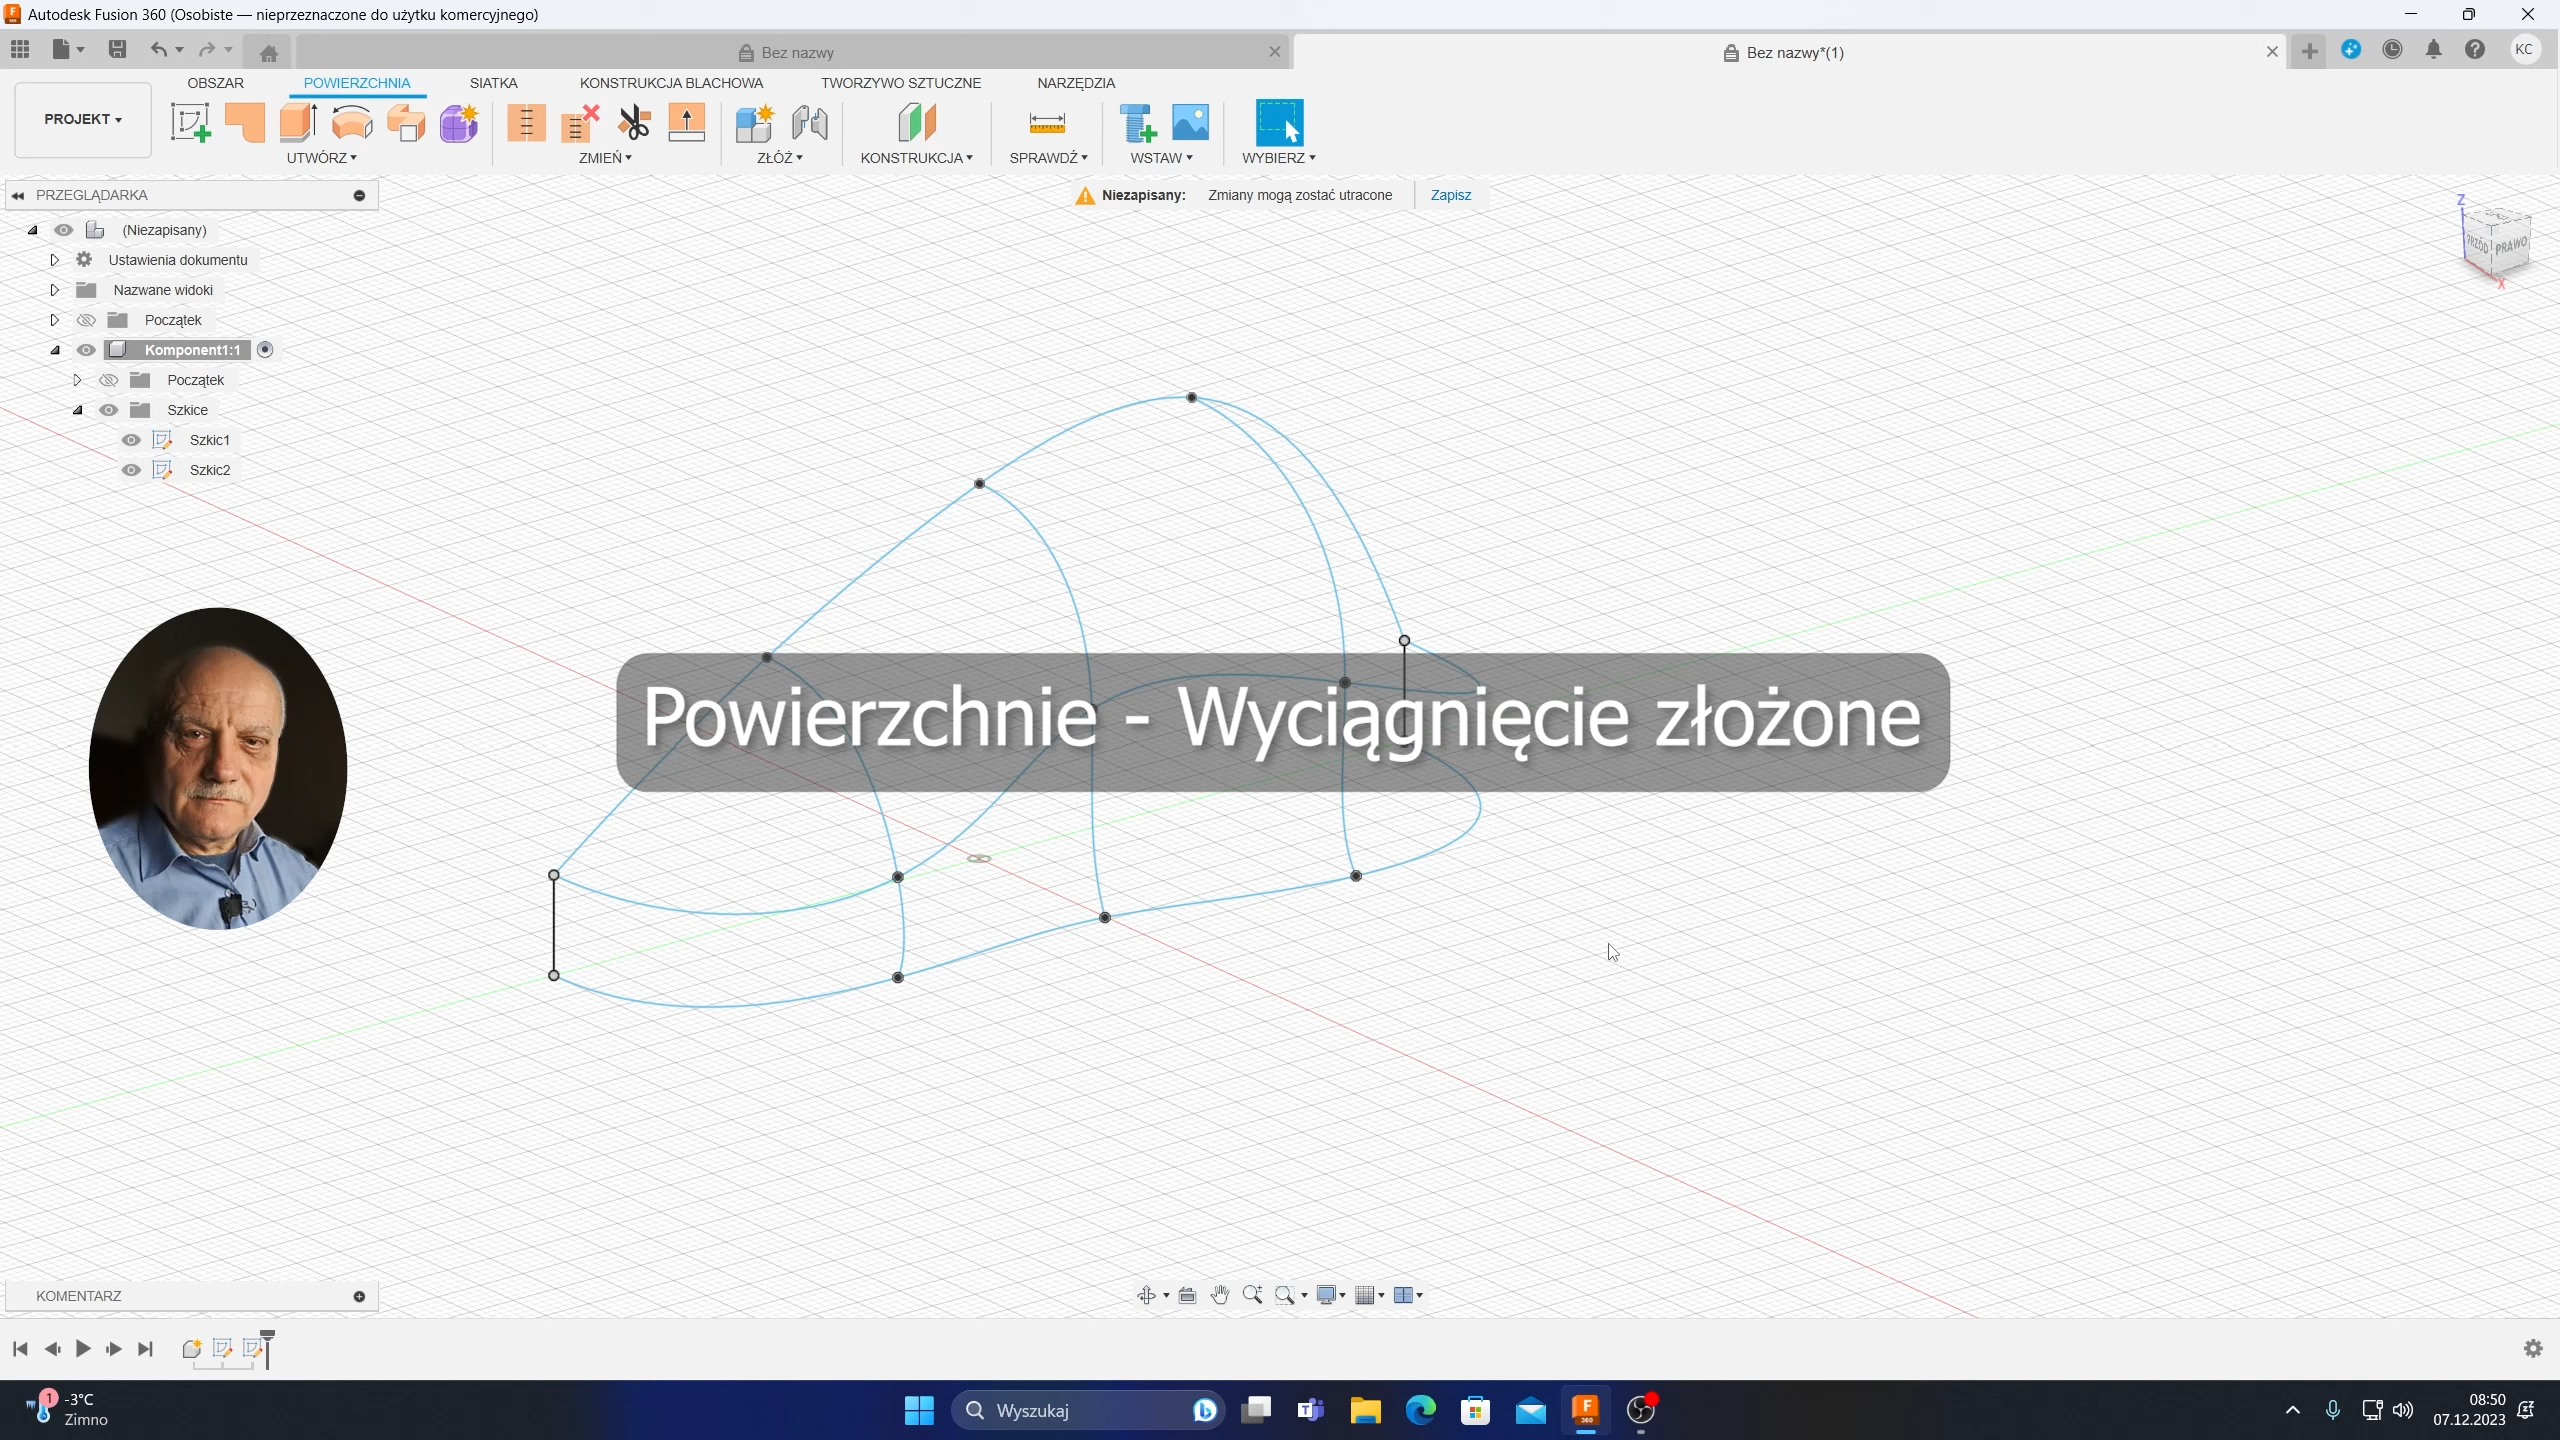 Autodesk Fusion 360 (Osobiste — nieprzeznaczone do użytku komercyjnego)
Bez nazwy
Bez nazwy*(1)
KC
OBSZAR POWIERZCHNIA SIATKA KONSTRUKCJA BLACHOWA TWORZYWO SZTUCZNE NARZĘDZIA
PROJEKT
UTWÓRZ ZMIEŃ ZŁÓŻ KONSTRUKCJA SPRAWDŹ WSTAW WYBIERZ
PRZEGLĄDARKA
Niezapisany: Zmiany mogą zostać utracone Zapisz
(Niezapisany)
Ustawienia dokumentu
Nazwane widoki
Początek
Komponent1:1
Początek
Szkice
Szkic1
Szkic2
Z
PRZÓD PRAWO
X
Powierzchnie - Wyciągnięcie złożone
KOMENTARZ
1
-3°C
Zimno
Wyszukaj
F
360
08:50
07.12.2023